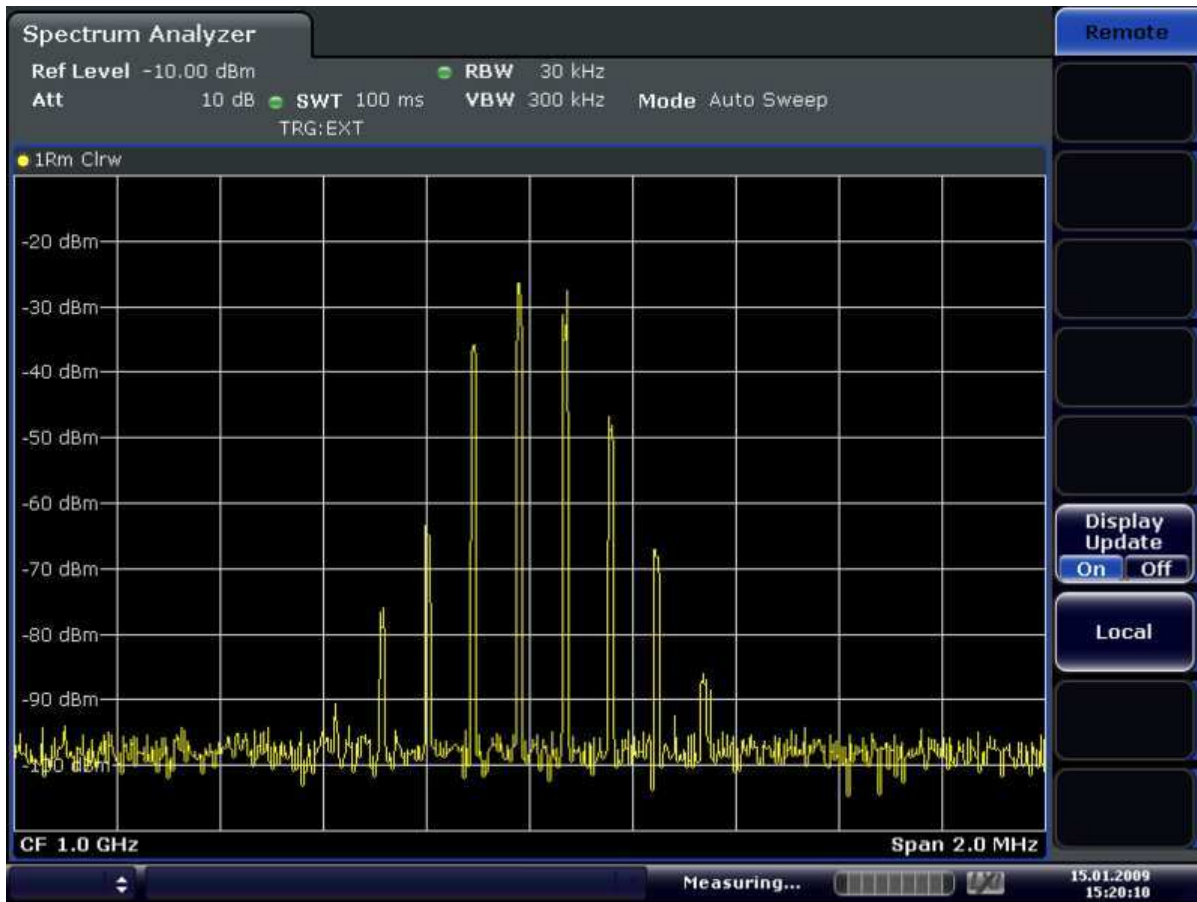 Spectrum Analyzer
Remote
Ref Level -10.00 dBm RBW 30 kHz
Att 10 dB SWT 100 ms VBW 300 kHz Mode Auto Sweep
TRG:EXT
1Rm Clrw
-20 dBm
-30 dBm
-40 dBm
-50 dBm
-60 dBm
-70 dBm
-80 dBm
-90 dBm
-100 dBm
Display
Update
On Off
Local
CF 1.0 GHz Span 2.0 MHz
Measuring...
LXI
15.01.2009
15:20:10